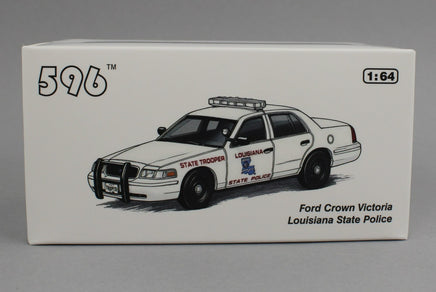 596™
1:64
STATE TROOPER
LOUISIANA
STATE POLICE
Ford Crown Victoria
Louisiana State Police